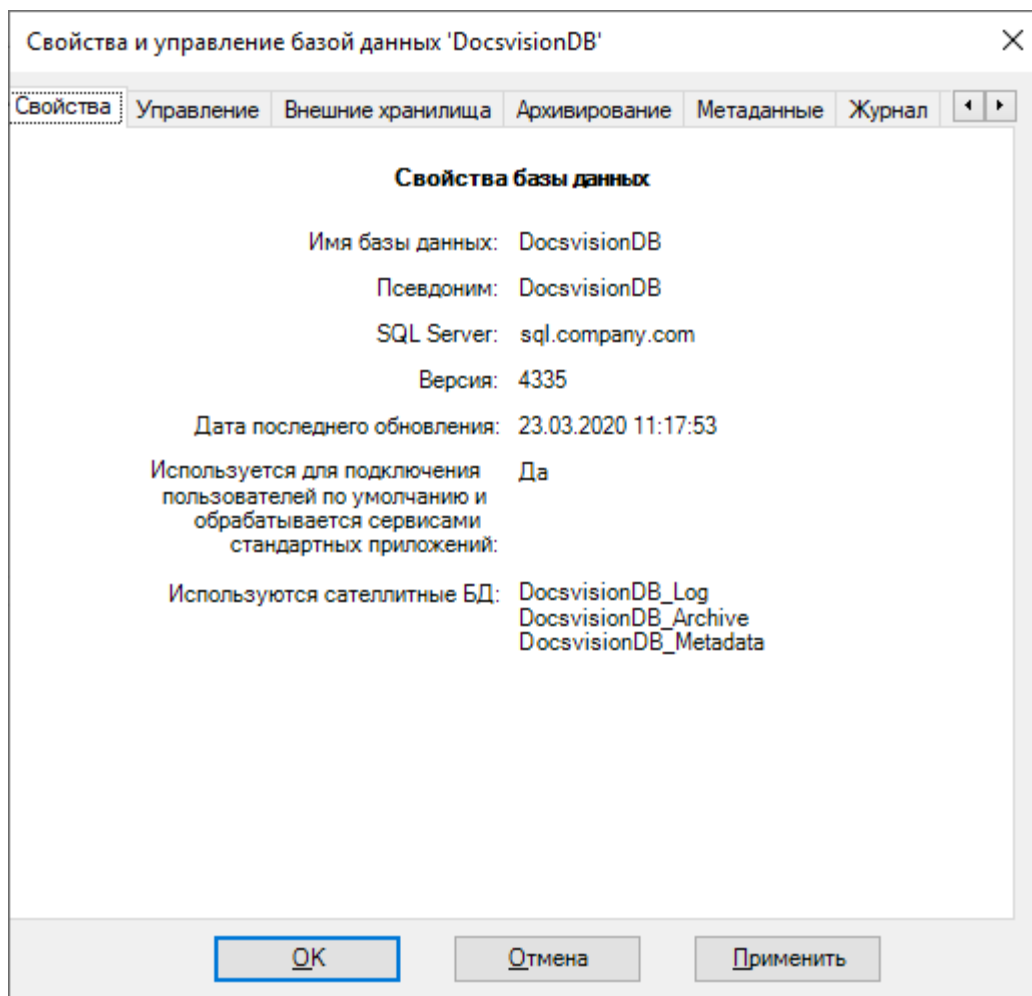 Свойства и управление базой данных 'DocsvisionDB'
Свойства Управление Внешние хранилища Архивирование Метаданные Журнал
Свойства базы данных
Имя базы данных: DocsvisionDB
Псевдоним: DocsvisionDB
SQL Server: sql.company.com
Версия: 4335
Дата последнего обновления: 23.03.2020 11:17:53
Используется для подключения Да
пользователей по умолчанию и
обрабатывается сервисами
стандартных приложений:
Используются сателлитные БД: DocsvisionDB_Log
DocsvisionDB_Archive
DocsvisionDB_Metadata
OK Отмена Применить